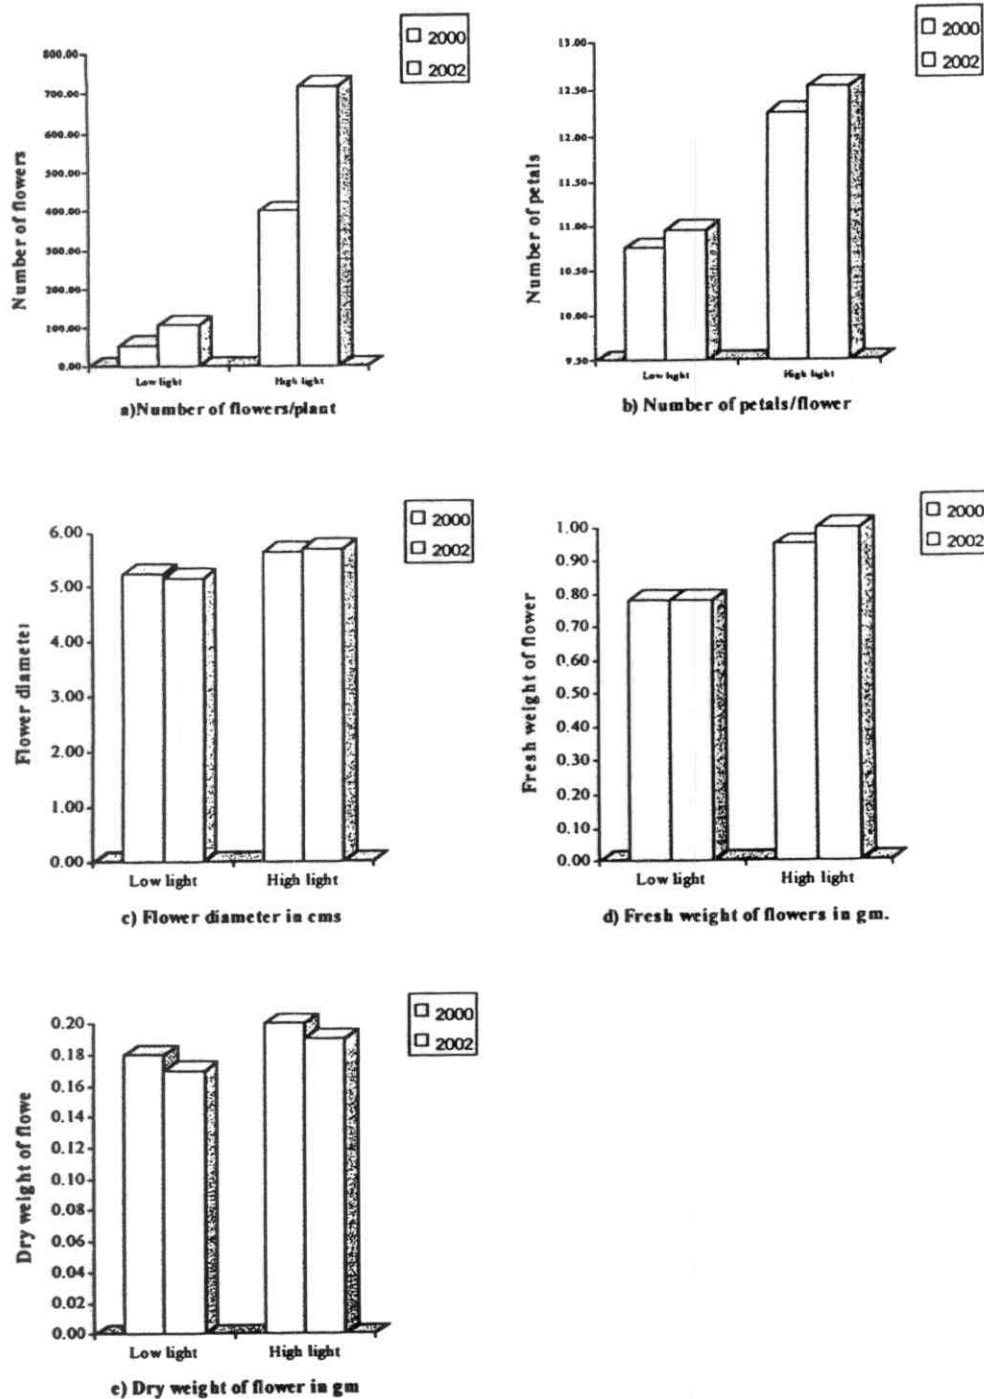 2000
2002
800.00
700.00
600.00
500.00
400.00
300.00
200.00
100.00
0.00
Number of flowers
Low light
High light
a)Number of flowers/plant
2000
2002
13.00
12.50
12.00
11.50
11.00
10.50
10.00
9.50
Number of petals
Low light
High light
b) Number of petals/flower
2000
2002
6.00
5.00
4.00
3.00
2.00
1.00
0.00
Flower diameter
Low light
High light
c) Flower diameter in cms
2000
2002
1.00
0.90
0.80
0.70
0.60
0.50
0.40
0.30
0.20
0.10
0.00
Fresh weight of flower
Low light
High light
d) Fresh weight of flowers in gm.
2000
2002
0.20
0.18
0.16
0.14
0.12
0.10
0.08
0.06
0.04
0.02
0.00
Dry weight of flowe
Low light
High light
e) Dry weight of flower in gm